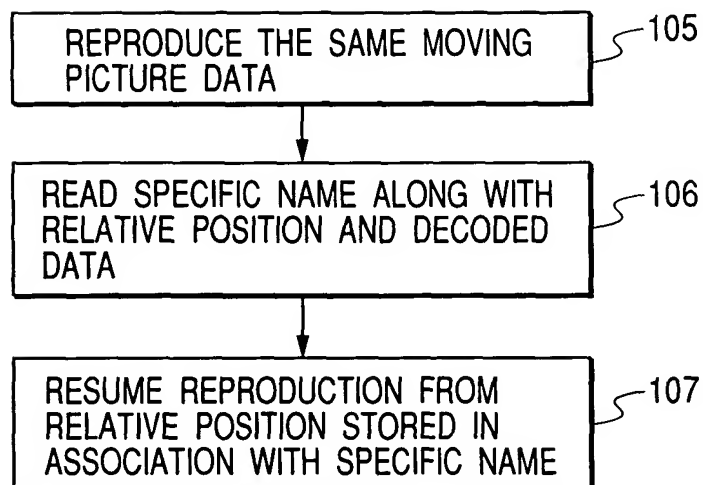 REPRODUCE THE SAME MOVING
PICTURE DATA
105
READ SPECIFIC NAME ALONG WITH
RELATIVE POSITION AND DECODED
DATA
106
RESUME REPRODUCTION FROM
RELATIVE POSITION STORED IN
ASSOCIATION WITH SPECIFIC NAME
107